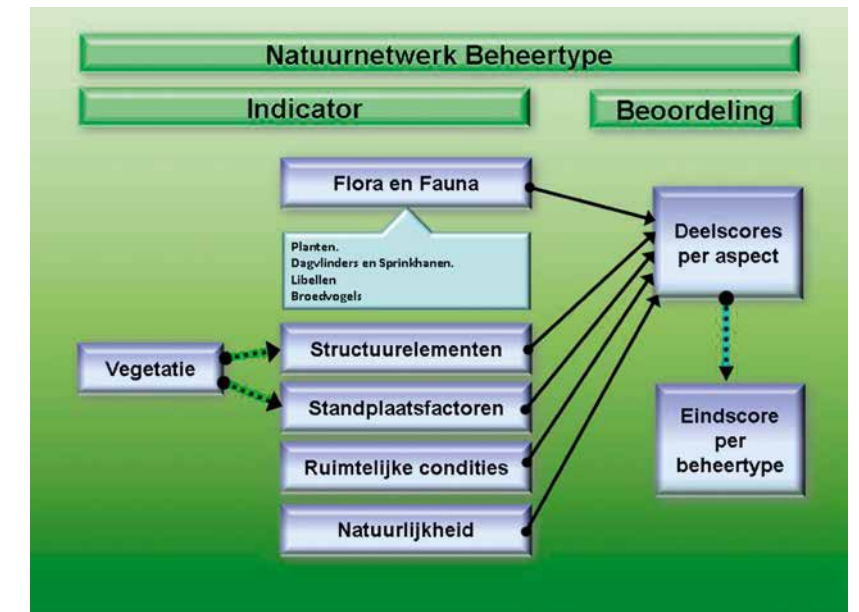 Natuurnetwerk Beheertype
Indicator
Beoordeling
Flora en Fauna
Planten.
Dagvlinders en Sprinkhanen.
Libellen
Broedvogels
Vegetatie
Structuurelementen
Standplaatsfactoren
Ruimtelijke condities
Natuurlijkheid
Deelscores
per aspect
Eindscore
per
beheertype